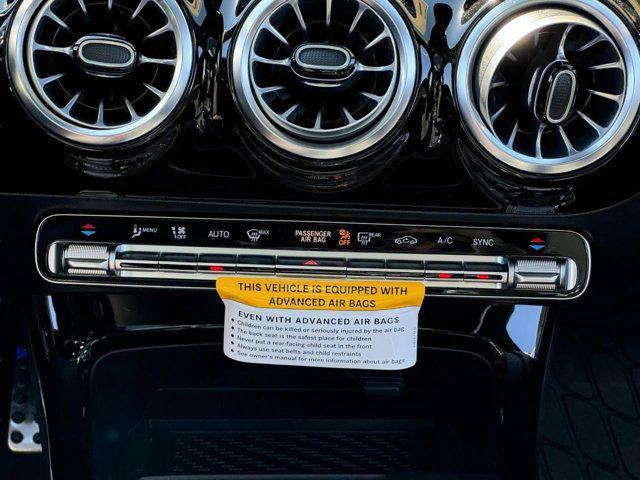 MENU OFF AUTO MAX PASSENGER AIR BAG OFF REAR A/C SYNC
THIS VEHICLE IS EQUIPPED WITH
ADVANCED AIR BAGS
EVEN WITH ADVANCED AIR BAGS
• Children can be killed or seriously injured by the air bag
• The back seat is the safest place for children
• Never put a rear-facing child seat in the front
• Always use seat belts and child restraints
• See owner's manual for more information about air bags